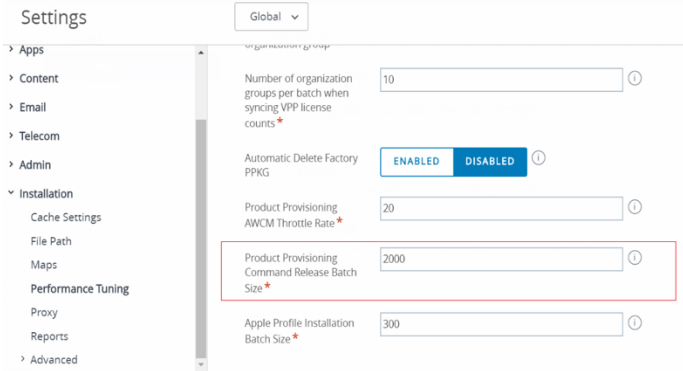 Settings
Global
Apps
Content
Email
Telecom
Admin
Installation
Cache Settings
File Path
Maps
Performance Tuning
Proxy
Reports
Advanced
organization group
Number of organization
groups per batch when
syncing VPP license
counts *
10
Automatic Delete Factory
PPKG
ENABLED DISABLED
Product Provisioning
AWCM Throttle Rate *
20
Product Provisioning
Command Release Batch
Size *
2000
Apple Profile Installation
Batch Size *
300